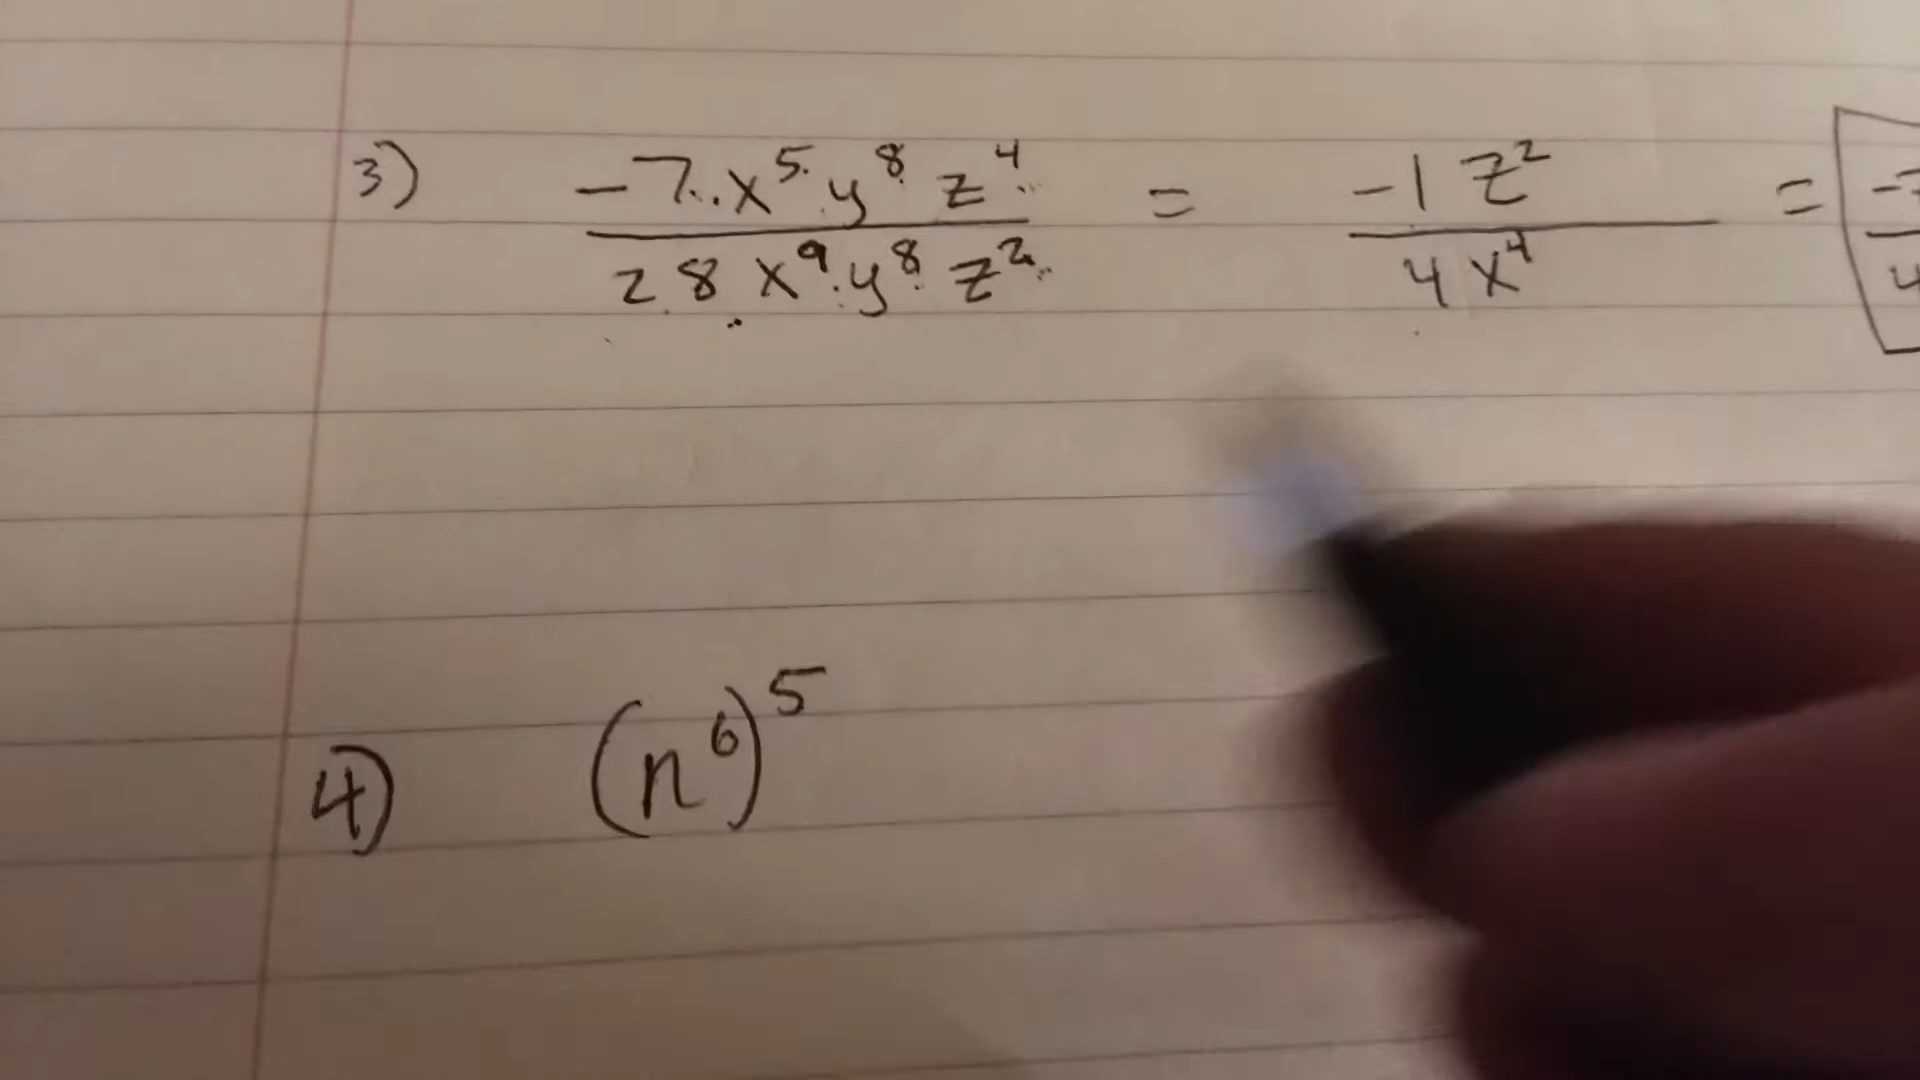 3) -7x⁵y⁸z⁴ / 28x⁹y⁸z² = -1z² / 4x⁴ =
4) (n⁶)⁵